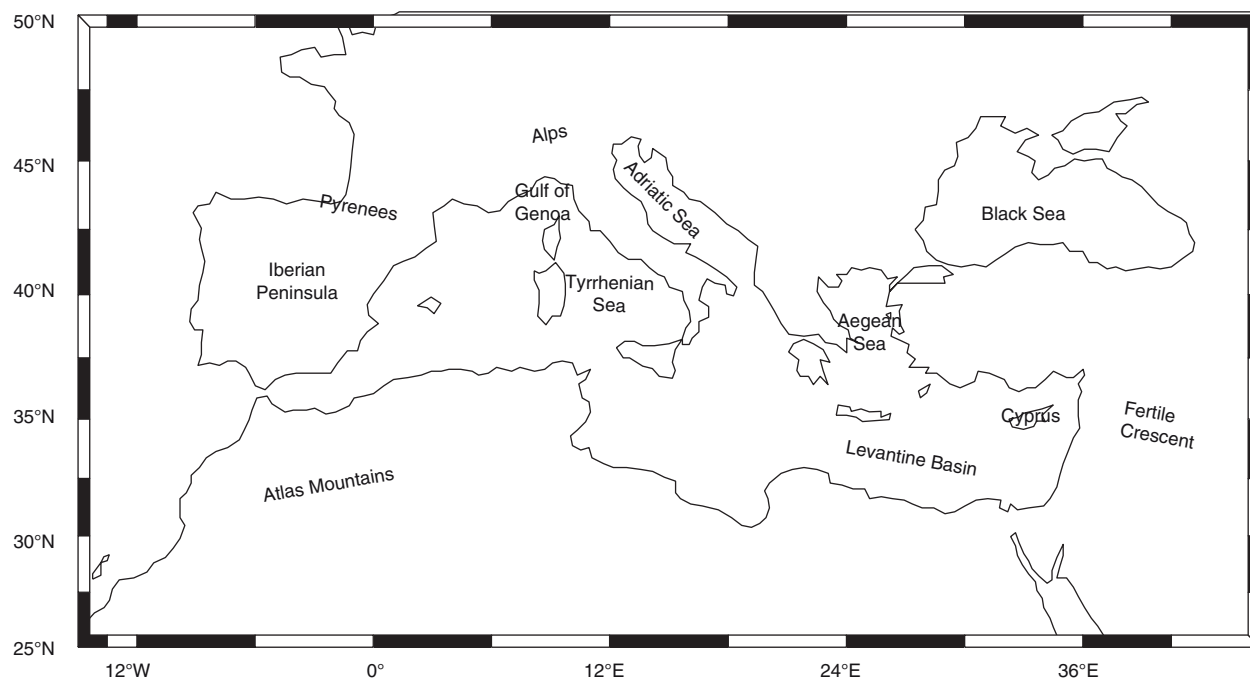 50°N
45°N
40°N
35°N
30°N
25°N
12°W
0°
12°E
24°E
36°E
Alps
Pyrenees
Gulf of
Genoa
Adriatic Sea
Black Sea
Iberian
Peninsula
Tyrrhenian
Sea
Aegean
Sea
Cyprus
Fertile
Crescent
Levantine Basin
Atlas Mountains